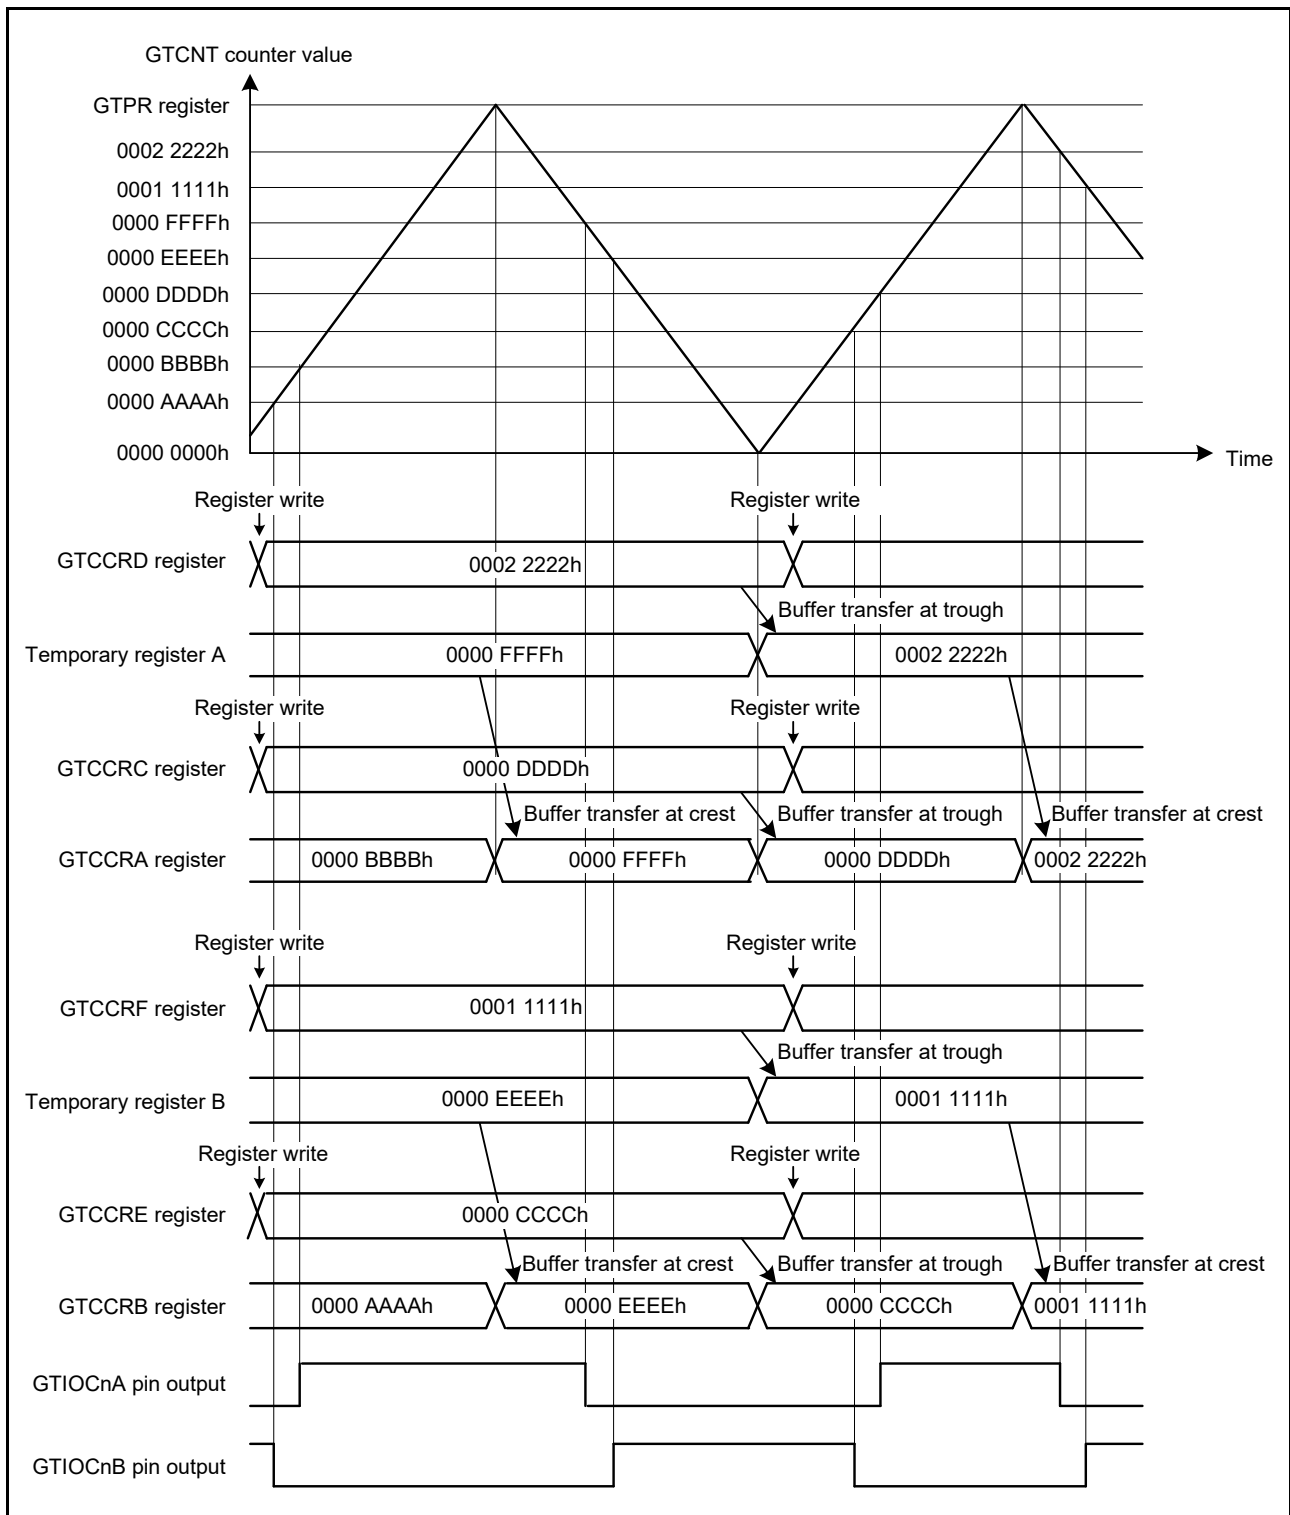 GTCNT counter value
GTPR register
0002 2222h
0001 1111h
0000 FFFFh
0000 EEEEh
0000 DDDDh
0000 CCCCh
0000 BBBBh
0000 AAAAh
0000 0000h
Time
Register write
Register write
GTCCRD register
0002 2222h
Buffer transfer at trough
Temporary register A
0000 FFFFh
0002 2222h
Register write
Register write
GTCCRC register
0000 DDDDh
Buffer transfer at crest
Buffer transfer at trough
Buffer transfer at crest
GTCCRA register
0000 BBBBh
0000 FFFFh
0000 DDDDh
0002 2222h
Register write
Register write
GTCCRF register
0001 1111h
Buffer transfer at trough
Temporary register B
0000 EEEEh
0001 1111h
Register write
Register write
GTCCRE register
0000 CCCCh
Buffer transfer at crest
Buffer transfer at trough
Buffer transfer at crest
GTCCRB register
0000 AAAAh
0000 EEEEh
0000 CCCCh
0001 1111h
GTIOCnA pin output
GTIOCnB pin output